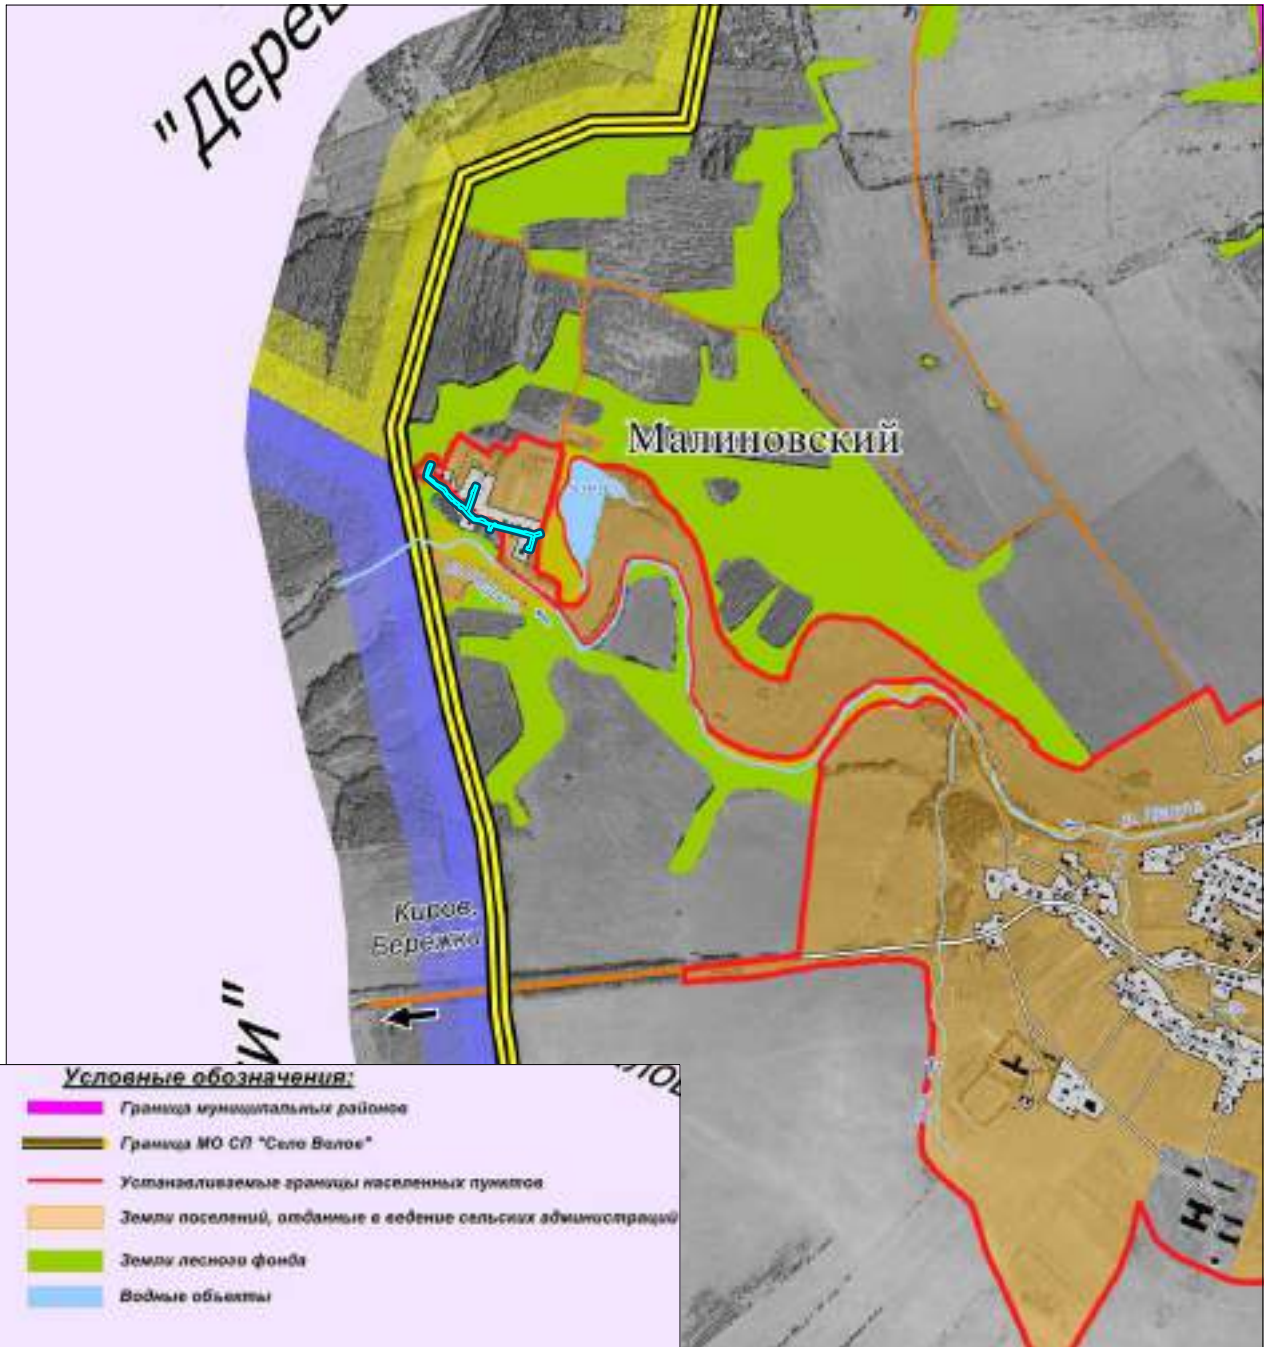 "Дерев
Малиновский
р. Пипла
Киров,
Бережки
и"
Условные обозначения:
Граница муниципальных районов
Граница МО СП "Село Волое"
Устанавливаемые границы населенных пунктов
Земли поселений, отданные в ведение сельских администраций
Земли лесного фонда
Водные объекты